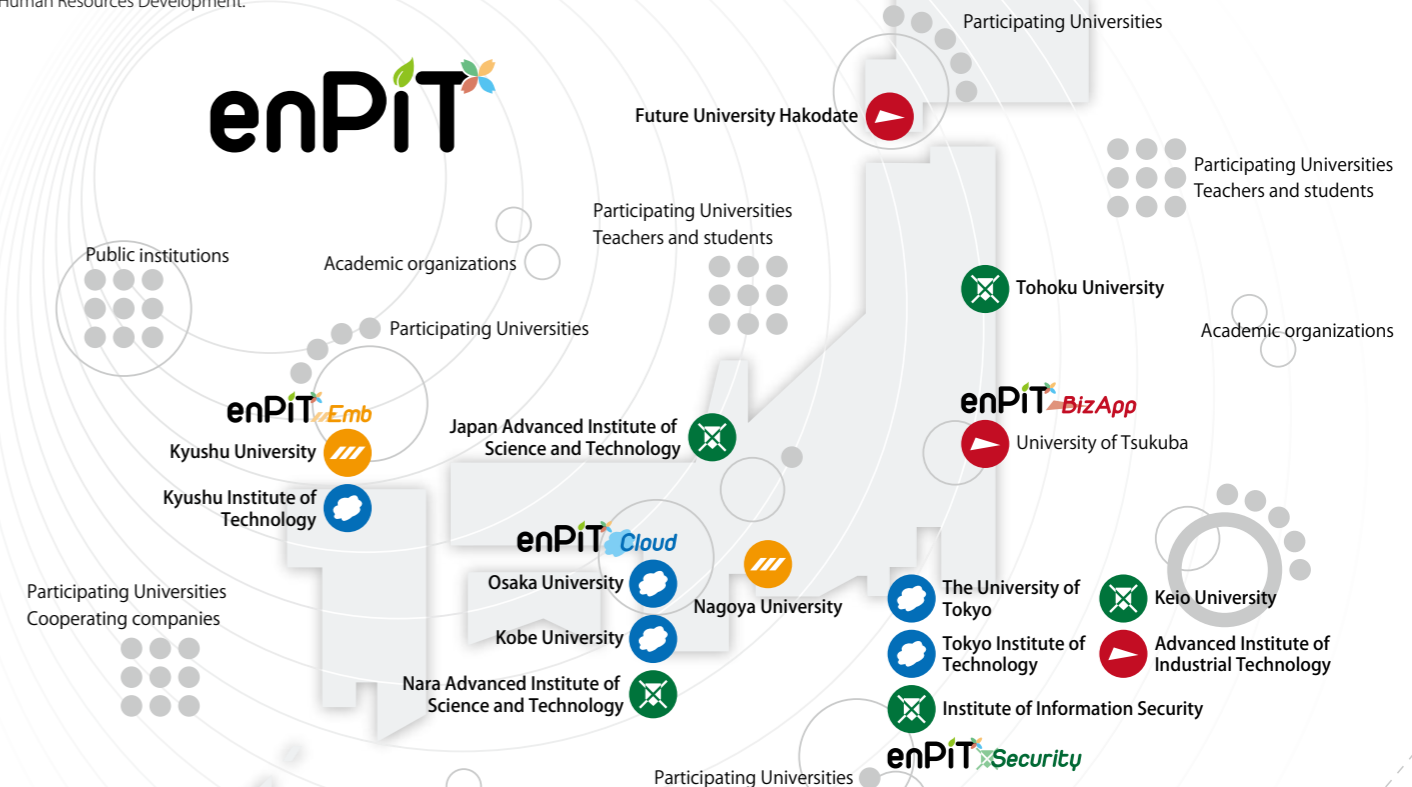 Human Resources Development.
Participating Universities
enPiT
Future University Hakodate
Participating Universities
Teachers and students
Participating Universities
Teachers and students
Public institutions
Academic organizations
Tohoku University
Participating Universities
Academic organizations
enPiT Emb
Kyushu University
Kyushu Institute of
Technology
Japan Advanced Institute of
Science and Technology
enPiT BizApp
University of Tsukuba
enPiT Cloud
Osaka University
Kobe University
Nara Advanced Institute of
Science and Technology
Nagoya University
Participating Universities
Cooperating companies
The University of
Tokyo
Keio University
Tokyo Institute of
Technology
Advanced Institute of
Industrial Technology
Institute of Information Security
enPiT Security
Participating Universities